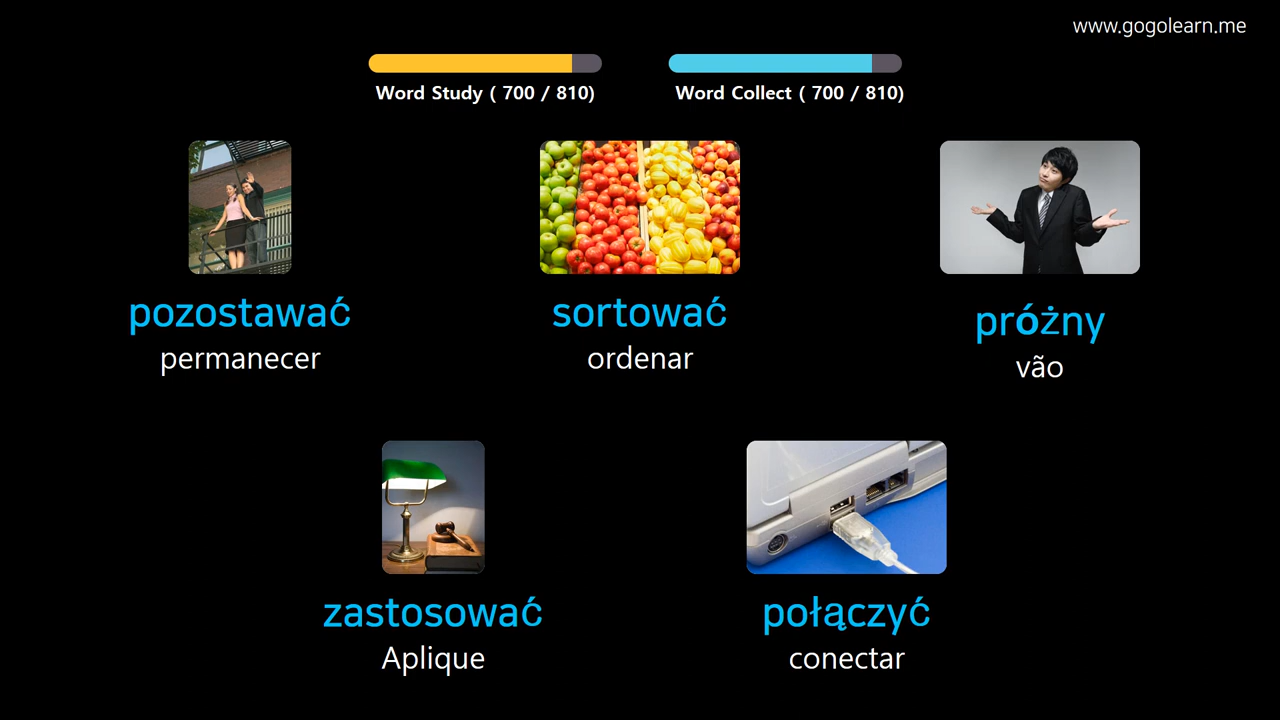 www.gogolearn.me
Word Study ( 700 / 810)
Word Collect ( 700 / 810)
pozostawać
permanecer
sortować
ordenar
próżny
vão
zastosować
Aplique
połączyć
conectar